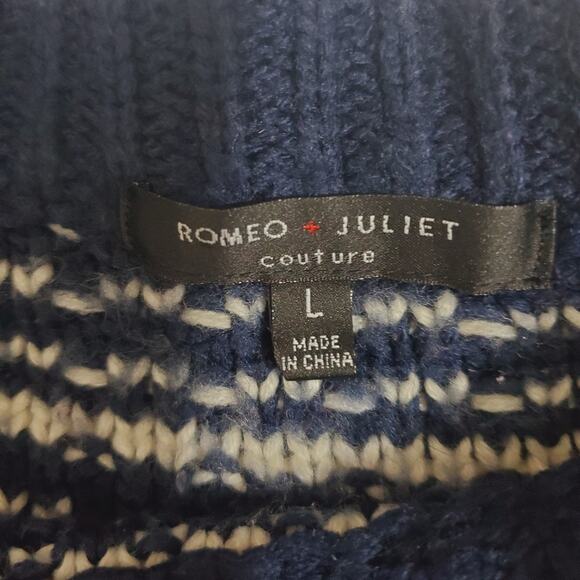 ROMEO + JULIET
couture
L
MADE
IN CHINA